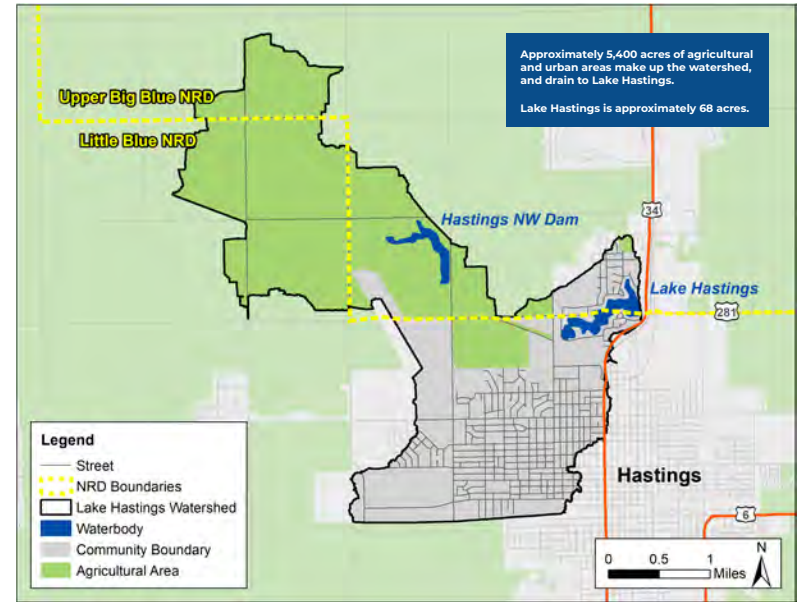 Approximately 5,400 acres of agricultural
and urban areas make up the watershed,
and drain to Lake Hastings.
Lake Hastings is approximately 68 acres.
Upper Big Blue NRD
Little Blue NRD
Hastings NW Dam
34
Lake Hastings
281
Hastings
6
Legend
Street
NRD Boundaries
Lake Hastings Watershed
Waterbody
Community Boundary
Agricultural Area
0 0.5 1
Miles
N